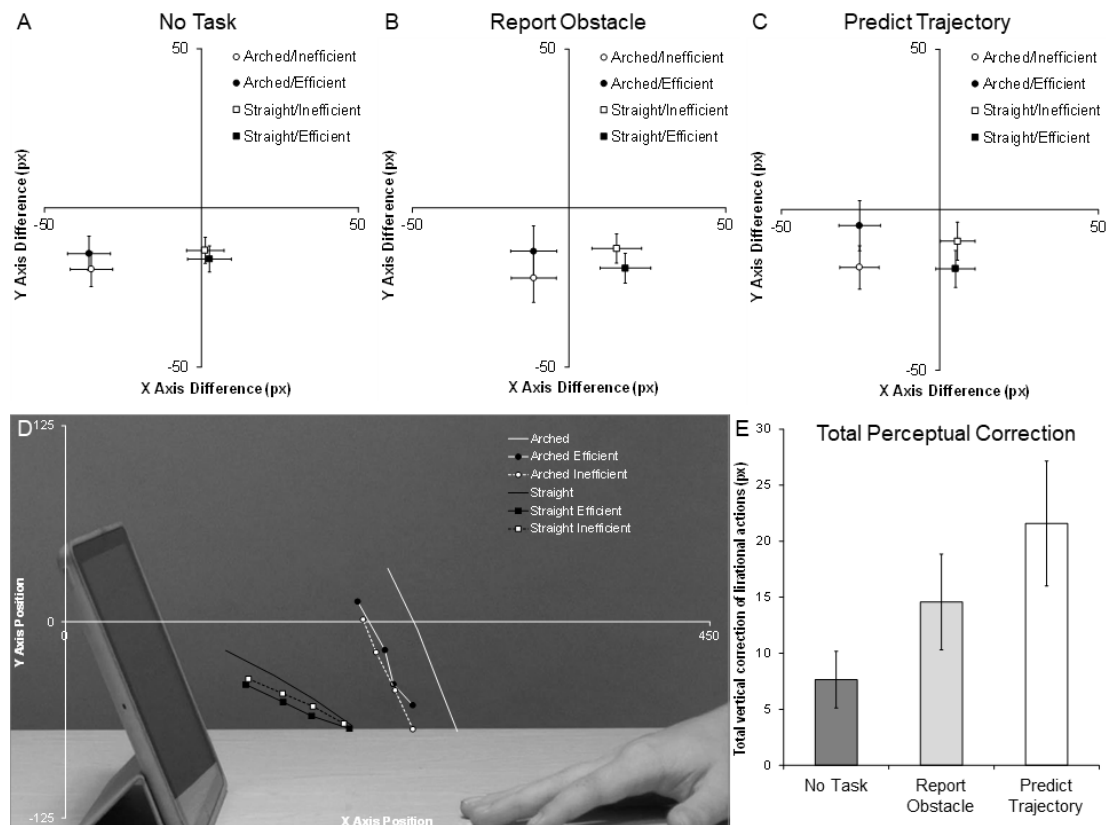 A
No Task
50
Arched/Inefficient
Arched/Efficient
Straight/Inefficient
Straight/Efficient
Y Axis Difference (px)
-50
50
-50
X Axis Difference (px)
B
Report Obstacle
50
Arched/Inefficient
Arched/Efficient
Straight/Inefficient
Straight/Efficient
Y Axis Difference (px)
-50
50
-50
X Axis Difference (px)
C
Predict Trajectory
50
Arched/Inefficient
Arched/Efficient
Straight/Inefficient
Straight/Efficient
Y Axis Difference (px)
-50
50
-50
X Axis Difference (px)
D
125
Arched
Arched Efficient
Arched Inefficient
Straight
Straight Efficient
Straight Inefficient
Y Axis Position
0
0
450
-125
X Axis Position
E
Total Perceptual Correction
Total vertical correction of iirational actions (px)
30
25
20
15
10
5
0
No Task
Report
Obstacle
Predict
Trajectory